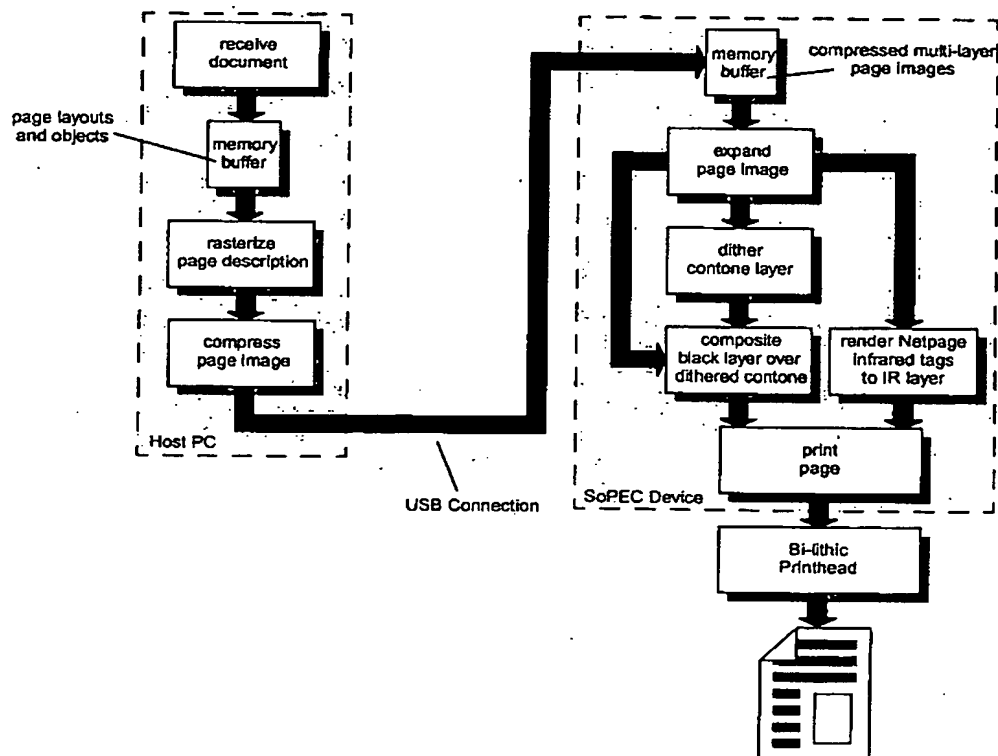 receive
document
page layouts
and objects
memory
buffer
rasterize
page description
compress
page image
Host PC
USB Connection
memory
buffer
compressed multi-layer
page images
expand
page image
dither
contone layer
composite
black layer over
dithered contone
render Netpage
infrared tags
to IR layer
print
page
SoPEC Device
Bi-lithic
Printhead